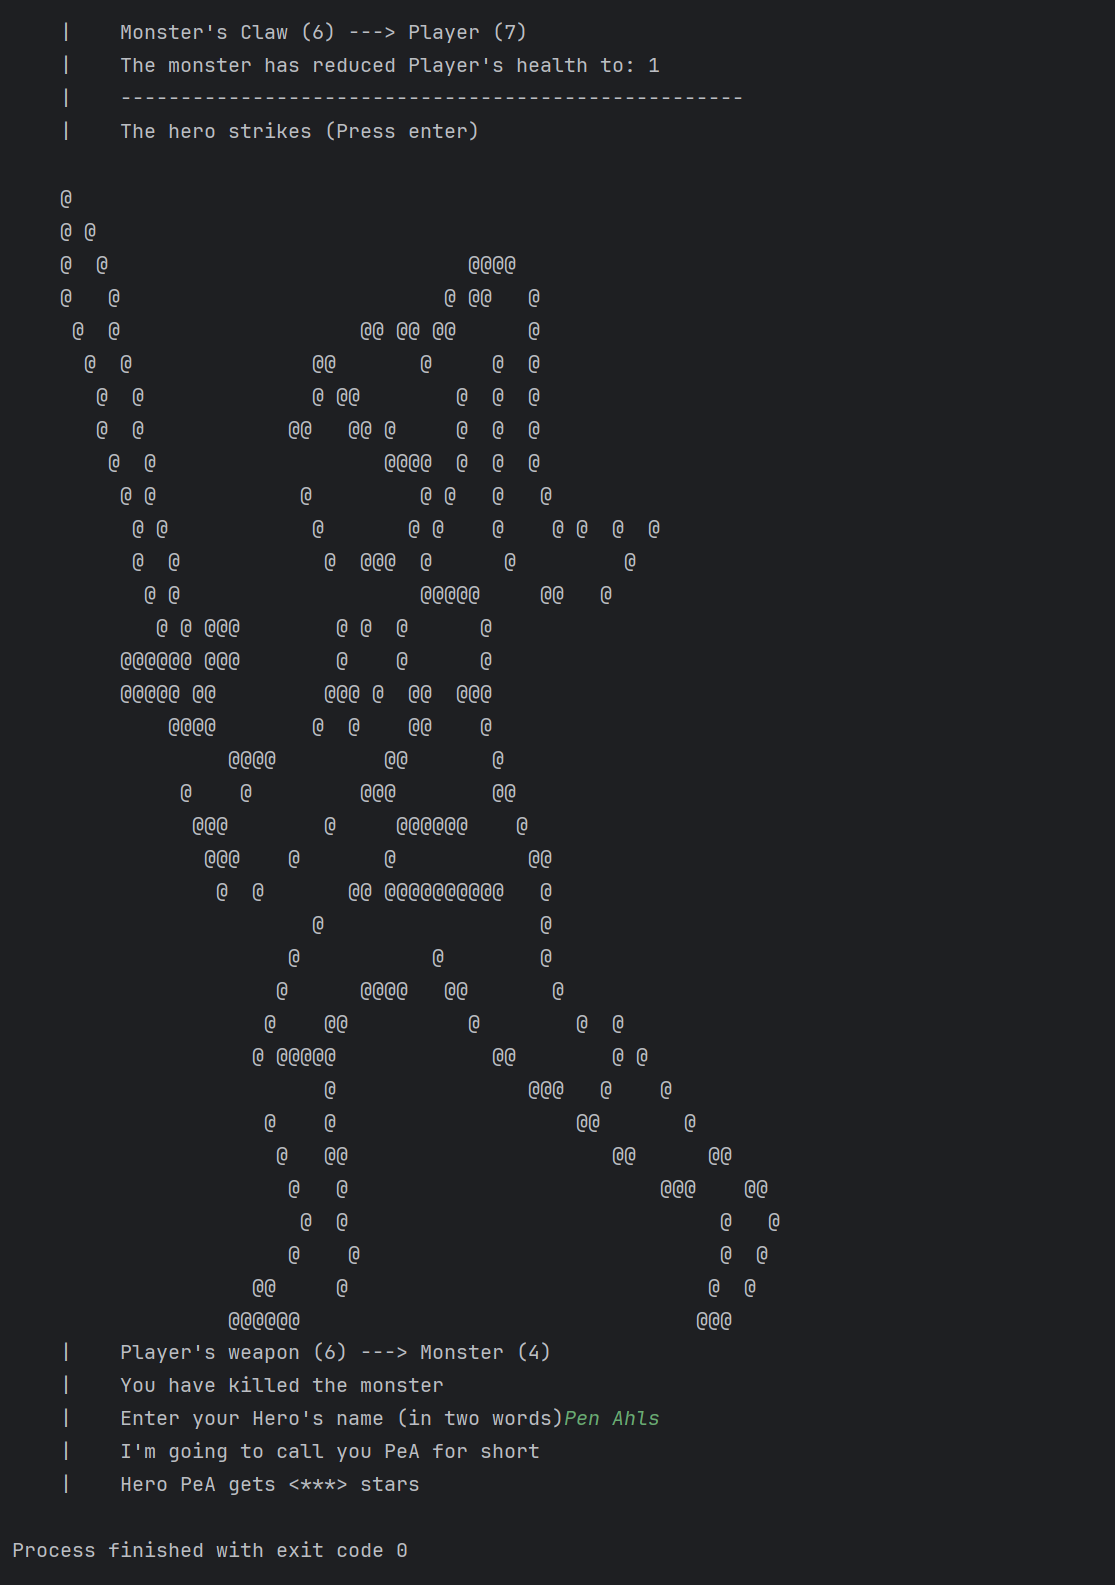 |    Monster's Claw (6) ---> Player (7)
|    The monster has reduced Player's health to: 1
|    ----------------------------------------------------
|    The hero strikes (Press enter)
@
@ @
@  @                              @@@@
@   @                           @ @@   @
 @  @                    @@ @@ @@      @
  @  @               @@       @     @  @
   @  @              @ @@        @  @  @
   @  @            @@   @@ @     @  @  @
    @  @                   @@@@  @  @  @
     @ @            @         @ @   @   @
      @ @            @       @ @    @    @ @  @  @
      @  @            @  @@@  @      @         @
       @ @                    @@@@@     @@   @
        @ @ @@@        @ @  @      @
     @@@@@@ @@@        @    @      @
     @@@@@ @@         @@@ @  @@  @@@
         @@@@        @  @    @@    @
              @@@@         @@       @
          @    @         @@@        @@
           @@@        @     @@@@@@    @
            @@@    @       @           @@
             @  @       @@ @@@@@@@@@@   @
                     @                  @
                   @           @        @
                  @      @@@@   @@       @
                 @    @@          @        @  @
                @ @@@@@             @@        @ @
                      @                @@@   @    @
                 @    @                    @@       @
                  @   @@                      @@      @@
                   @   @                          @@@    @@
                    @  @                               @   @
                   @    @                              @  @
                @@     @                              @  @
              @@@@@@                                 @@@
|    Player's weapon (6) ---> Monster (4)
|    You have killed the monster
|    Enter your Hero's name (in two words)Pen Ahls
|    I'm going to call you PeA for short
|    Hero PeA gets <***> stars
Process finished with exit code 0